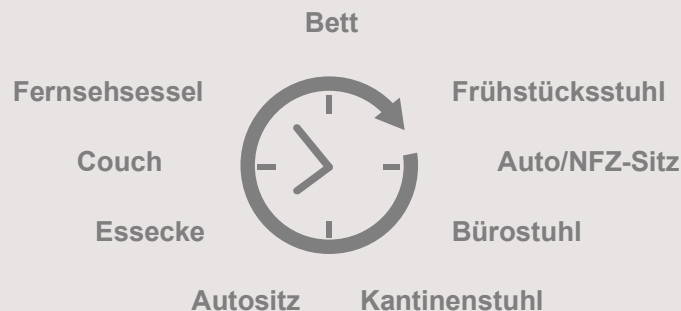 Bett
Fernsehsessel
Frühstücksstuhl
Couch
Auto/NFZ-Sitz
Essecke
Bürostuhl
Autositz
Kantinenstuhl